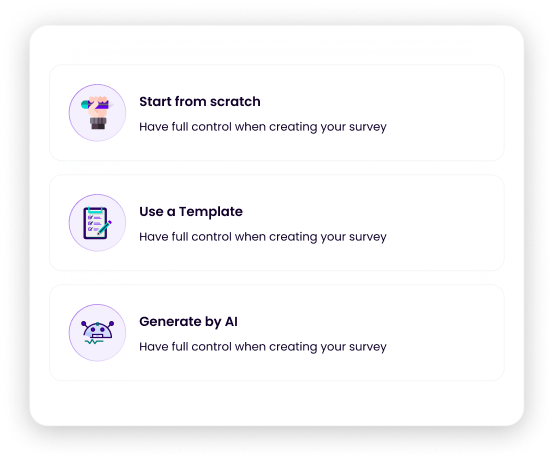 Start from scratch
Have full control when creating your survey
Use a Template
Have full control when creating your survey
Generate by AI
Have full control when creating your survey